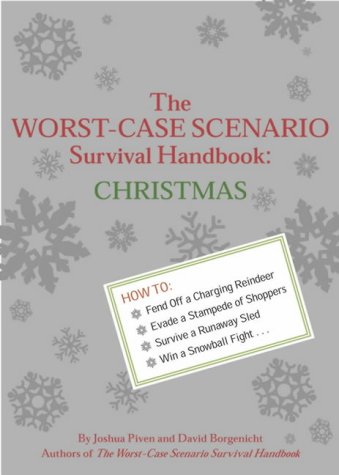 The
WORST-CASE SCENARIO
Survival Handbook:
CHRISTMAS
HOW TO:
Fend Off a Charging Reindeer
Evade a Stampede of Shoppers
Survive a Runaway Sled
Win a Snowball Fight . . .
By Joshua Piven and David Borgenicht
Authors of The Worst-Case Scenario Survival Handbook